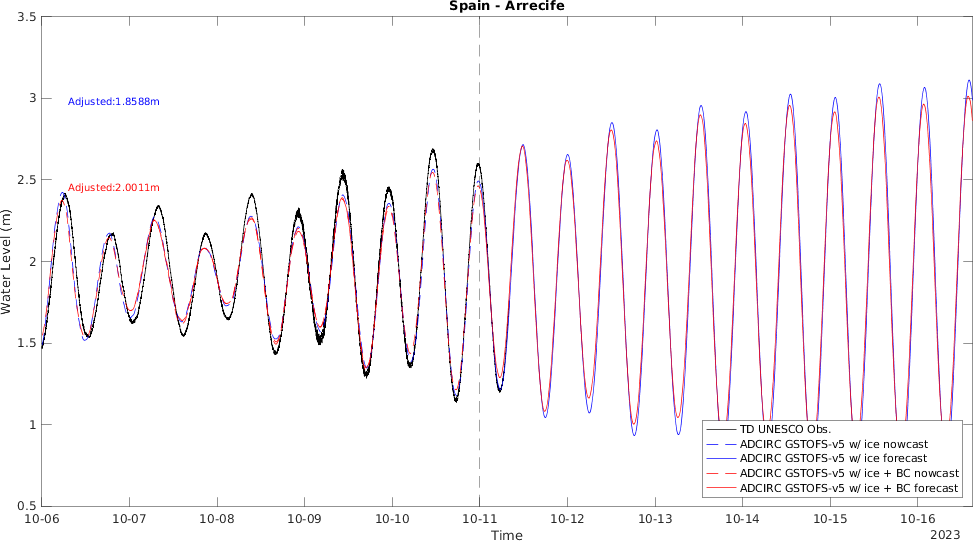 Spain - Arrecife
3.5
3
2.5
2
1.5
1
0.5
Water Level (m)
Adjusted:1.8588m
Adjusted:2.0011m
TD UNESCO Obs.
ADCIRC GSTOFS-v5 w/ ice nowcast
ADCIRC GSTOFS-v5 w/ ice forecast
ADCIRC GSTOFS-v5 w/ ice + BC nowcast
ADCIRC GSTOFS-v5 w/ ice + BC forecast
10-06 10-07 10-08 10-09 10-10 10-11 10-12 10-13 10-14 10-15 10-16
Time
2023